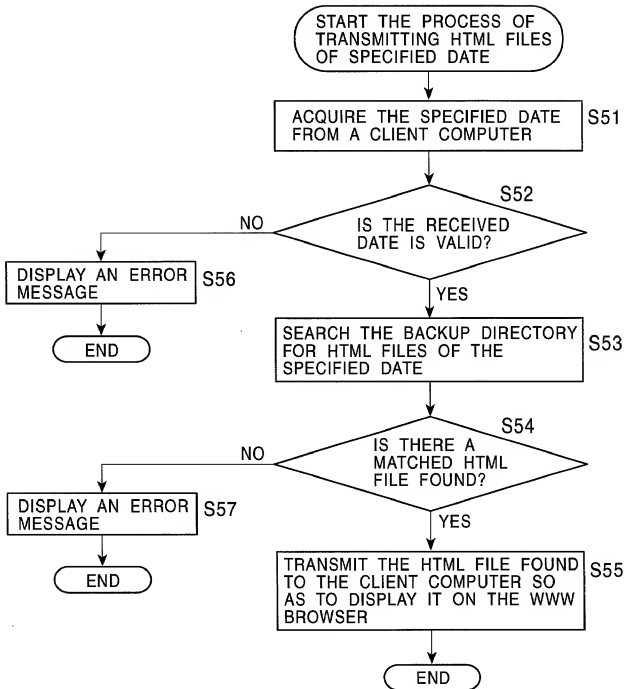 START THE PROCESS OF
TRANSMITTING HTML FILES
OF SPECIFIED DATE
ACQUIRE THE SPECIFIED DATE
FROM A CLIENT COMPUTER
S51
S52
IS THE RECEIVED
DATE IS VALID?
NO
YES
DISPLAY AN ERROR
MESSAGE
S56
END
SEARCH THE BACKUP DIRECTORY
FOR HTML FILES OF THE
SPECIFIED DATE
S53
S54
IS THERE A
MATCHED HTML
FILE FOUND?
NO
YES
DISPLAY AN ERROR
MESSAGE
S57
END
TRANSMIT THE HTML FILE FOUND
TO THE CLIENT COMPUTER SO
AS TO DISPLAY IT ON THE WWW
BROWSER
S55
END